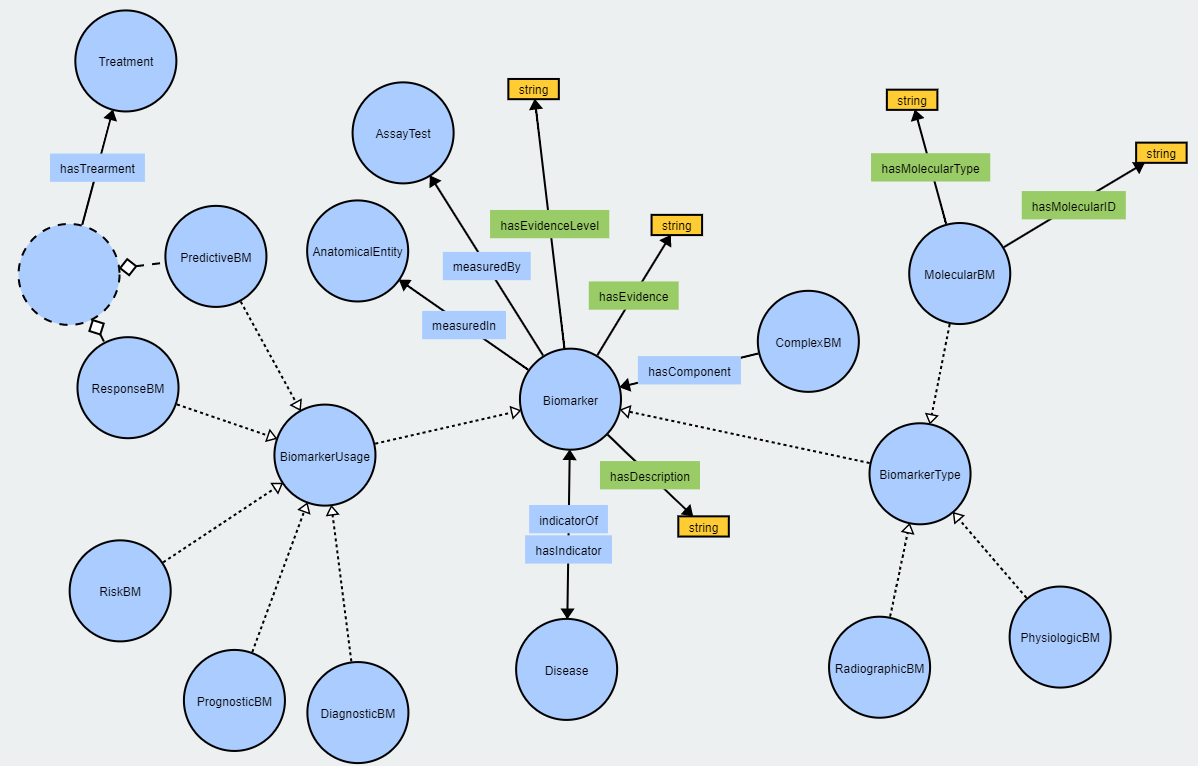 Treatment
string
string
AssayTest
string
hasTrearment
hasMolecularType
hasMolecularID
hasEvidenceLevel
string
AnatomicalEntity
PredictiveBM
measuredBy
MolecularBM
hasEvidence
measuredIn
ComplexBM
hasComponent
ResponseBM
Biomarker
BiomarkerUsage
hasDescription
BiomarkerType
indicatorOf
string
hasIndicator
RiskBM
PhysiologicBM
Disease
RadiographicBM
PrognosticBM
DiagnosticBM